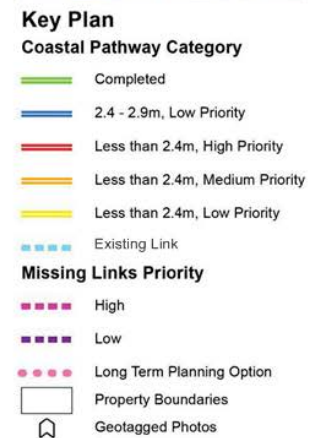 Key Plan
Coastal Pathway Category
Completed
2.4 - 2.9m, Low Priority
Less than 2.4m, High Priority
Less than 2.4m, Medium Priority
Less than 2.4m, Low Priority
Existing Link
Missing Links Priority
High
Low
Long Term Planning Option
Property Boundaries
Geotagged Photos